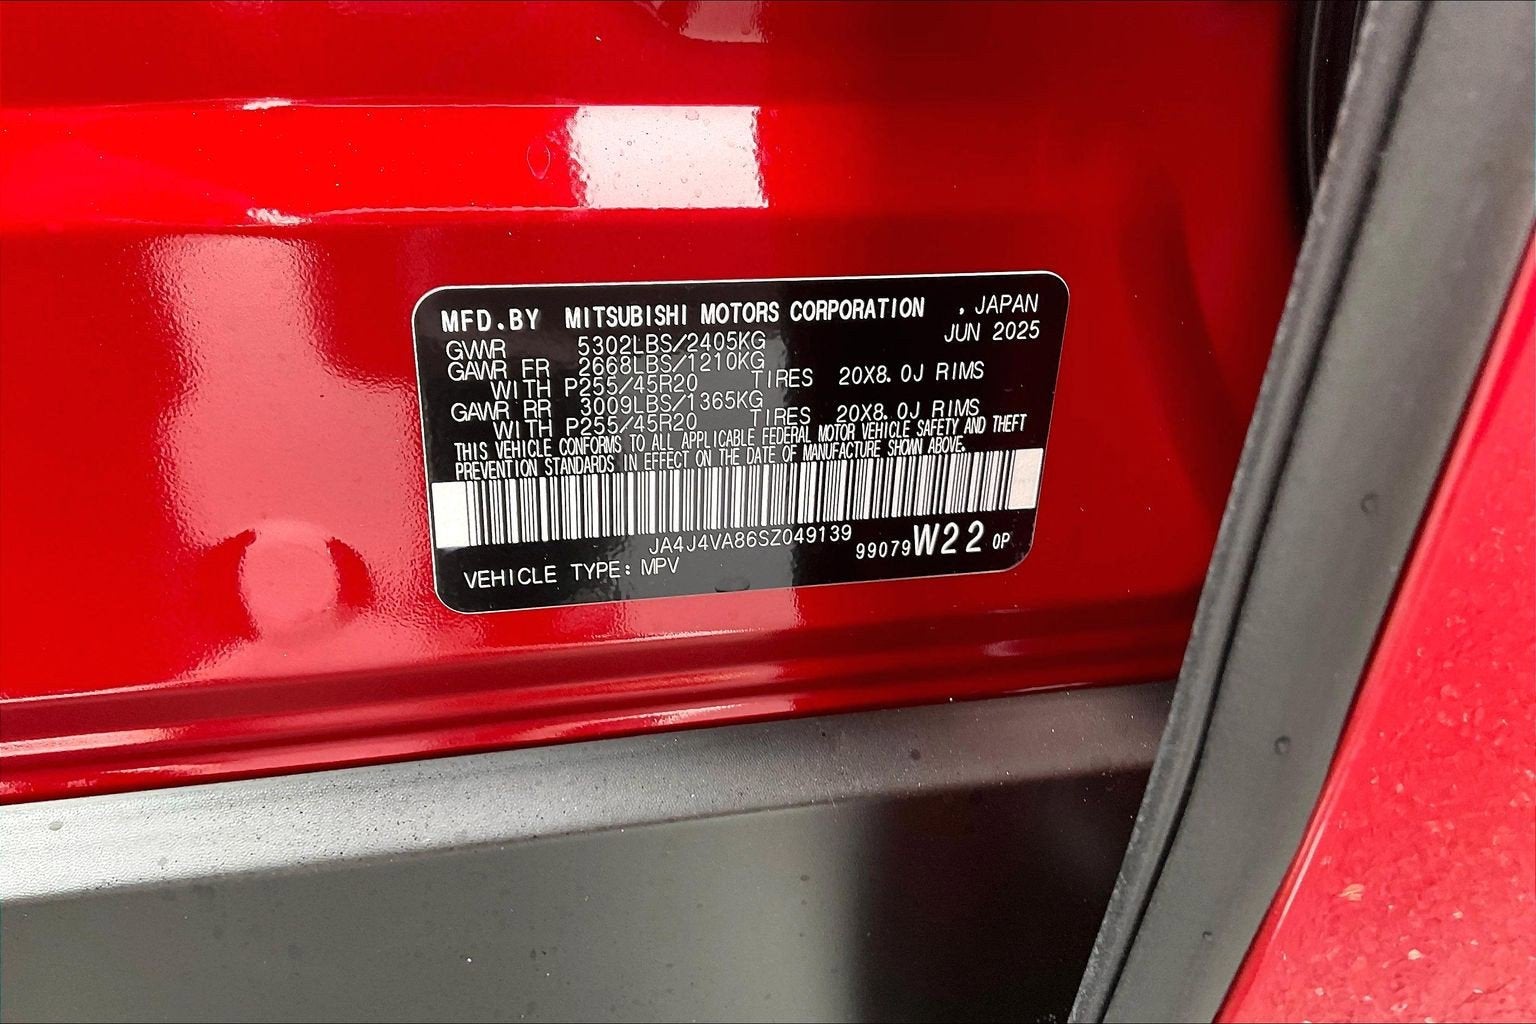 MFD.BY MITSUBISHI MOTORS CORPORATION , JAPAN
JUN 2025
GVWR 5302LBS/2405KG
GAWR FR 2668LBS/1210KG
WITH P255/45R20 TIRES 20X8.0J RIMS
GAWR RR 3009LBS/1365KG
WITH P255/45R20 TIRES 20X8.0J RIMS
THIS VEHICLE CONFORMS TO ALL APPLICABLE FEDERAL MOTOR VEHICLE SAFETY AND THEFT
PREVENTION STANDARDS IN EFFECT ON THE DATE OF MANUFACTURE SHOWN ABOVE.
JA4J4VA86SZ049139
99079 W22 0P
VEHICLE TYPE: MPV